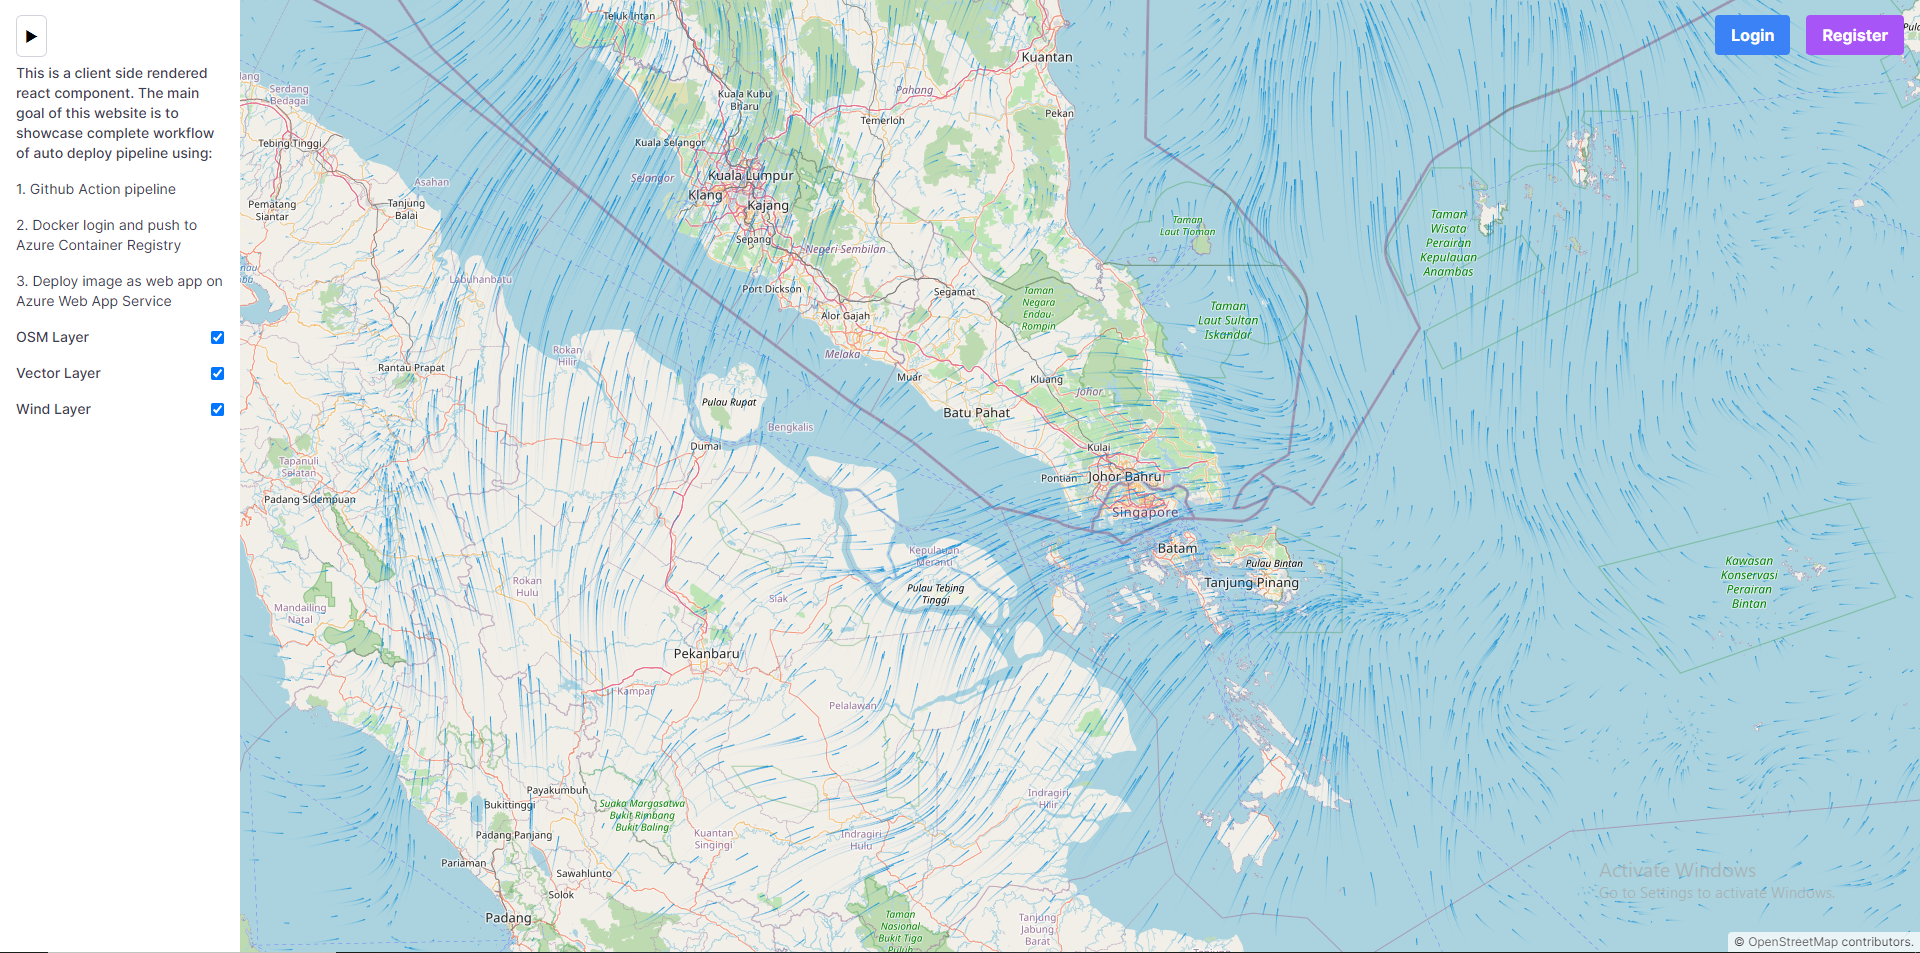 This is a client side rendered
react component. The main
goal of this website is to
showcase complete workflow
of auto deploy pipeline using:
1. Github Action pipeline
2. Docker login and push to
Azure Container Registry
3. Deploy image as web app on
Azure Web App Service
OSM Layer
Vector Layer
Wind Layer
Login
Register
Teluk Intan
Kuantan
Serdang
Bedagai
Kuala Kubu
Bharu
Pahang
Temerloh
Pekan
Tebing Tinggi
Kuala Selangor
Kuala Lumpur
Selangor
Asahan
Klang
Kajang
Pematang
Siantar
Tanjung
Balai
Sepang
Negeri Sembilan
Taman
Laut Tioman
Taman
Wisata
Perairan
Kepulauan
Anambas
Labuhanbatu
Port Dickson
Segamat
Taman
Negara
Endau-
Rompin
Alor Gajah
Taman
Laut Sultan
Iskandar
Rokan
Hilir
Melaka
Rantau Prapat
Muar
Kluang
Johor
Pulau Rupat
Batu Pahat
Bengkalis
Dumai
Kulai
Tapanuli
Selatan
Pontian
Johor Bahru
Padang Sidempuan
Singapore
Kepulauan
Meranti
Batam
Pulau Bintan
Tanjung Pinang
Kawasan
Konservasi
Perairan
Bintan
Rokan
Hulu
Siak
Pulau Tebing
Tinggi
Mandailing
Natal
Pekanbaru
Kampar
Pelalawan
Payakumbuh
Bukittinggi
Suaka Margasatwa
Bukit Rimbang
Bukit Baling
Indragiri
Hilir
Padang Panjang
Kuantan
Singingi
Indragiri
Hulu
Pariaman
Sawahlunto
Solok
Padang
Taman
Nasional
Bukit Tiga
Tanjung
Jabung
Barat
Activate Windows
Go to Settings to activate Windows.
© OpenStreetMap contributors.